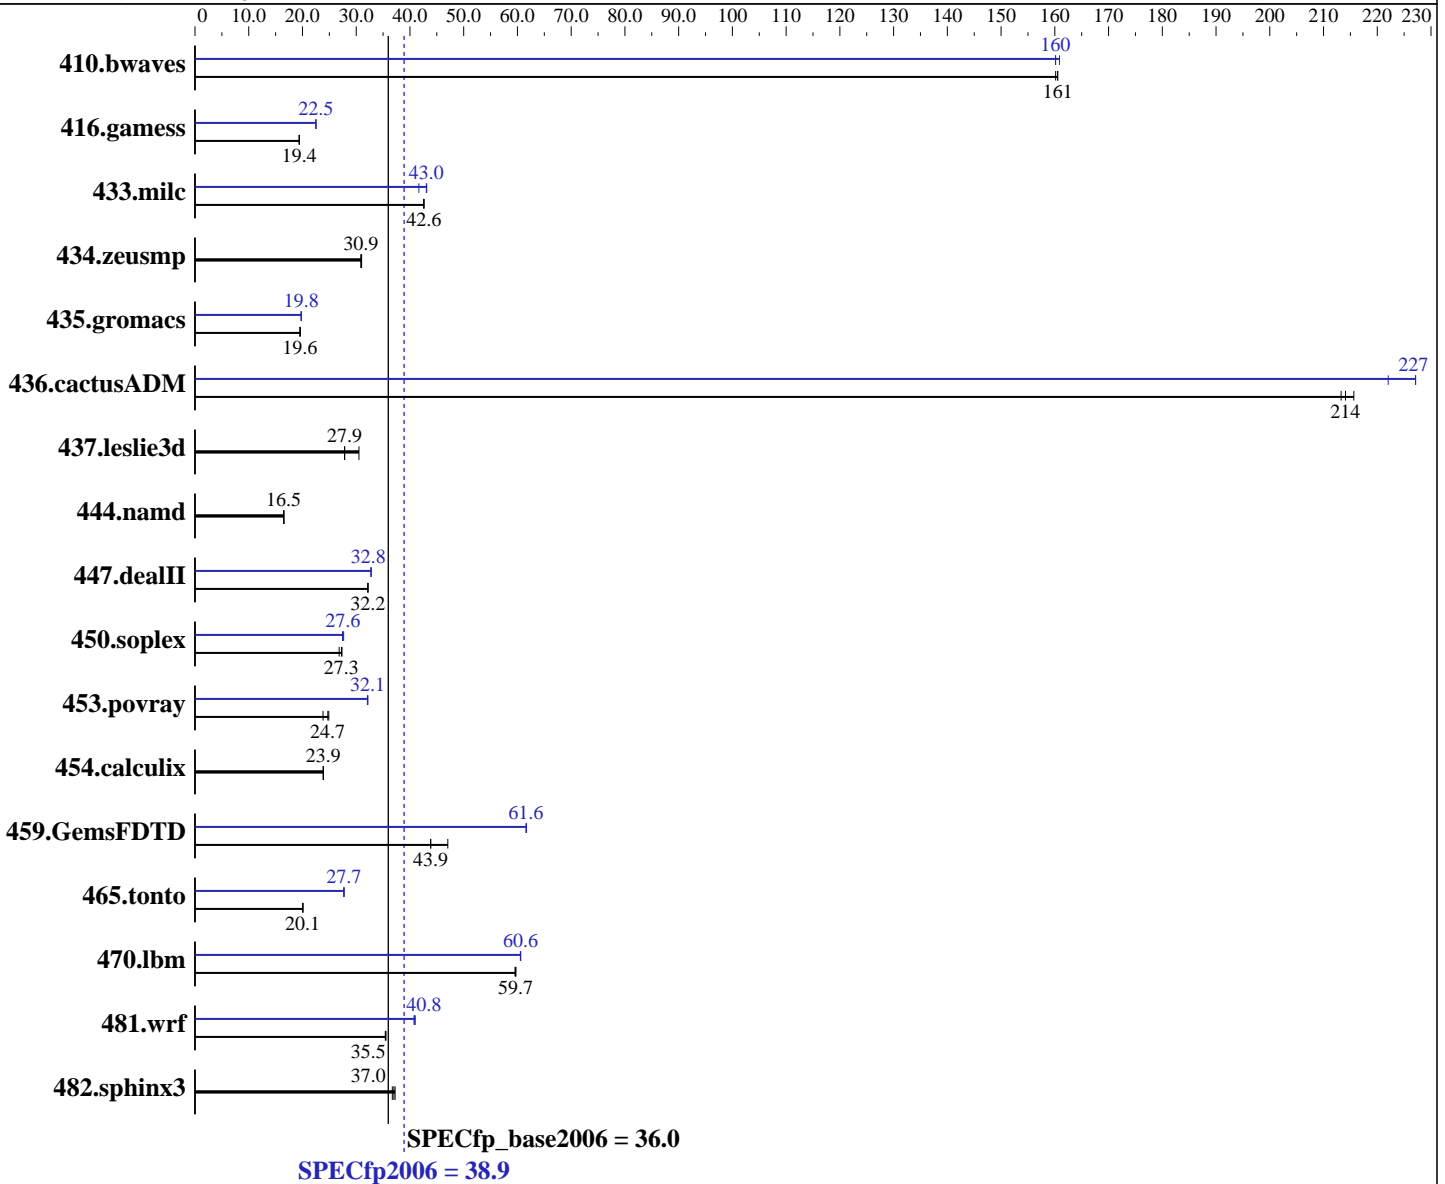 0 10.0 20.0 30.0 40.0 50.0 60.0 70.0 80.0 90.0 100 110 120 130 140 150 160 170 180 190 200 210 220 230
160
410.bwaves
161
22.5
416.gamess
19.4
43.0
433.milc
42.6
30.9
434.zeusmp
19.8
435.gromacs
19.6
227
436.cactusADM
214
27.9
437.leslie3d
16.5
444.namd
32.8
447.dealII
32.2
27.6
450.soplex
27.3
32.1
453.povray
24.7
23.9
454.calculix
61.6
459.GemsFDTD
43.9
27.7
465.tonto
20.1
60.6
470.lbm
59.7
40.8
481.wrf
35.5
37.0
482.sphinx3
SPECfp_base2006 = 36.0
SPECfp2006 = 38.9